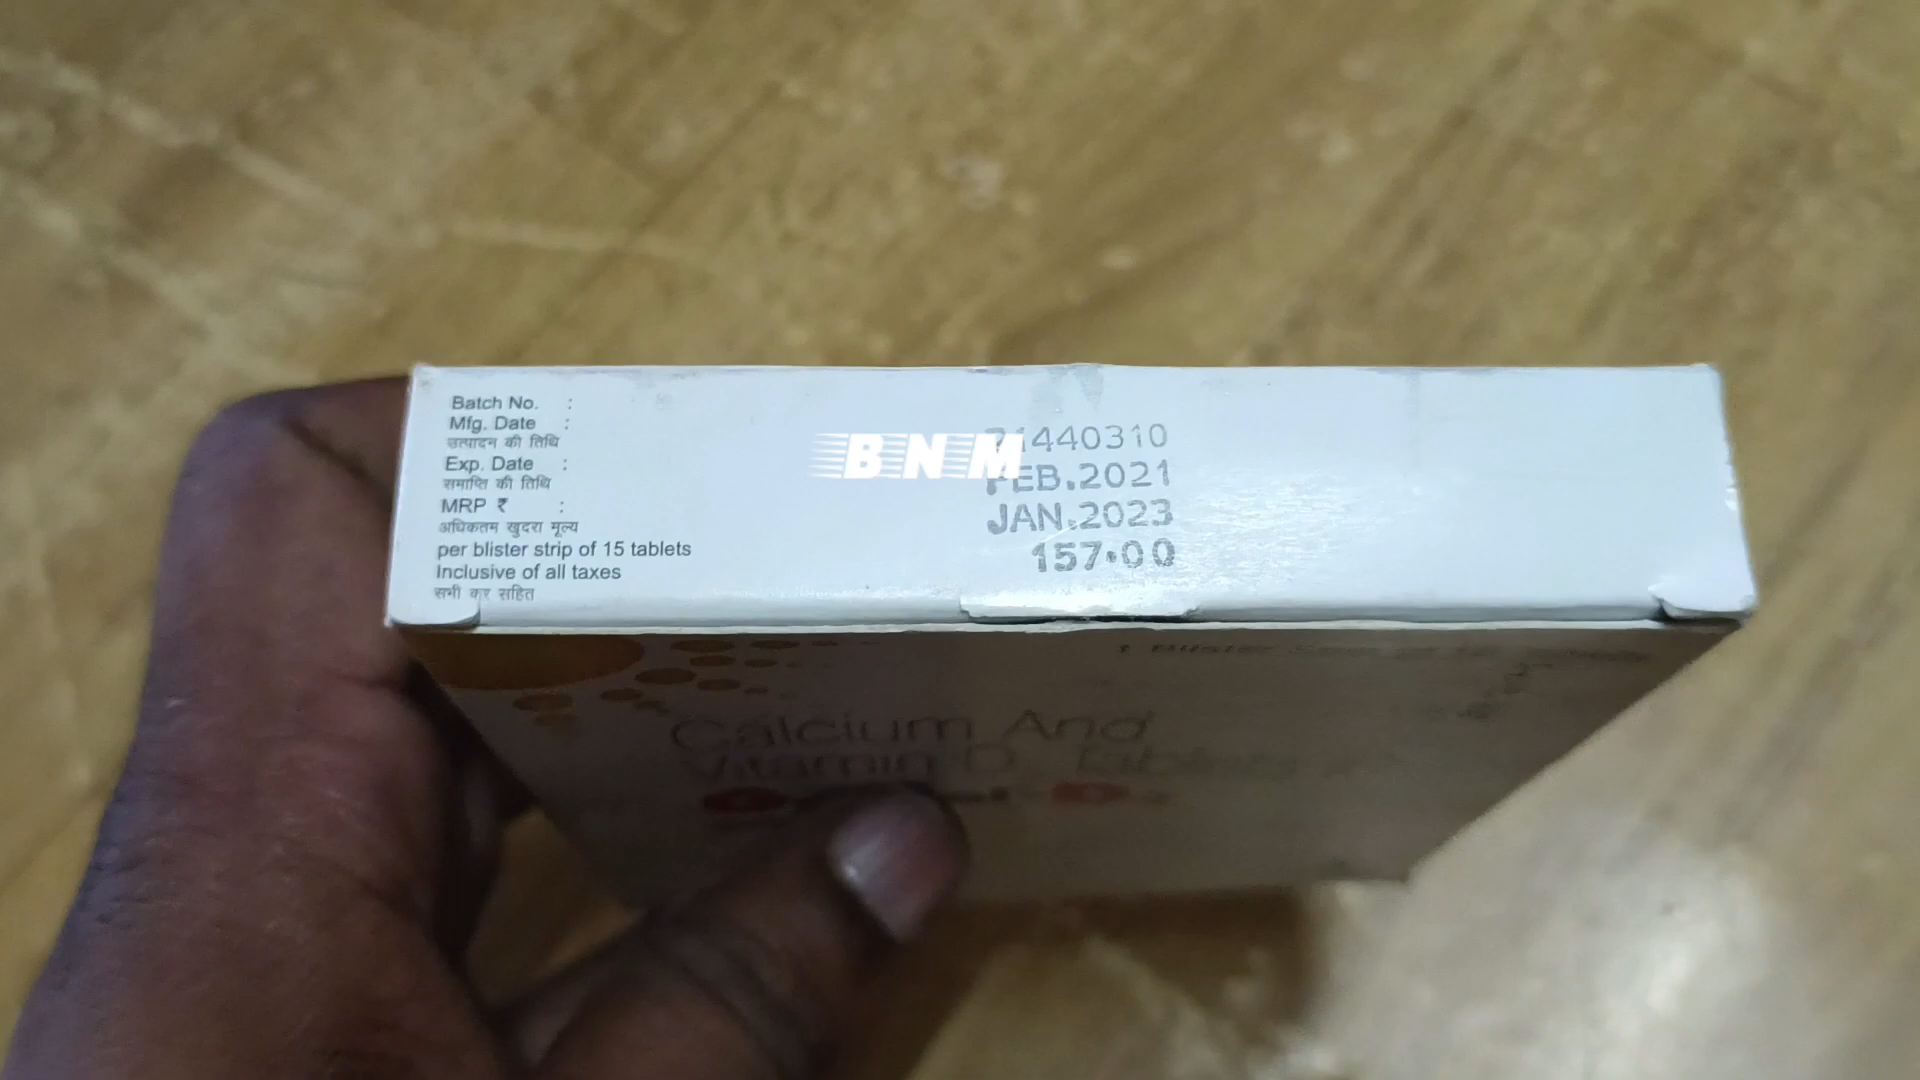 Batch No. :
Mfg. Date :
उत्पादन की तिथि
Exp. Date :
समाप्ति की तिथि
MRP ₹ :
अधिकतम खुदरा मूल्य
per blister strip of 15 tablets
Inclusive of all taxes
सभी कर सहित
BNM
71440310
FEB.2021
JAN.2023
157.00
Calcium And
Vitamin D Tablets